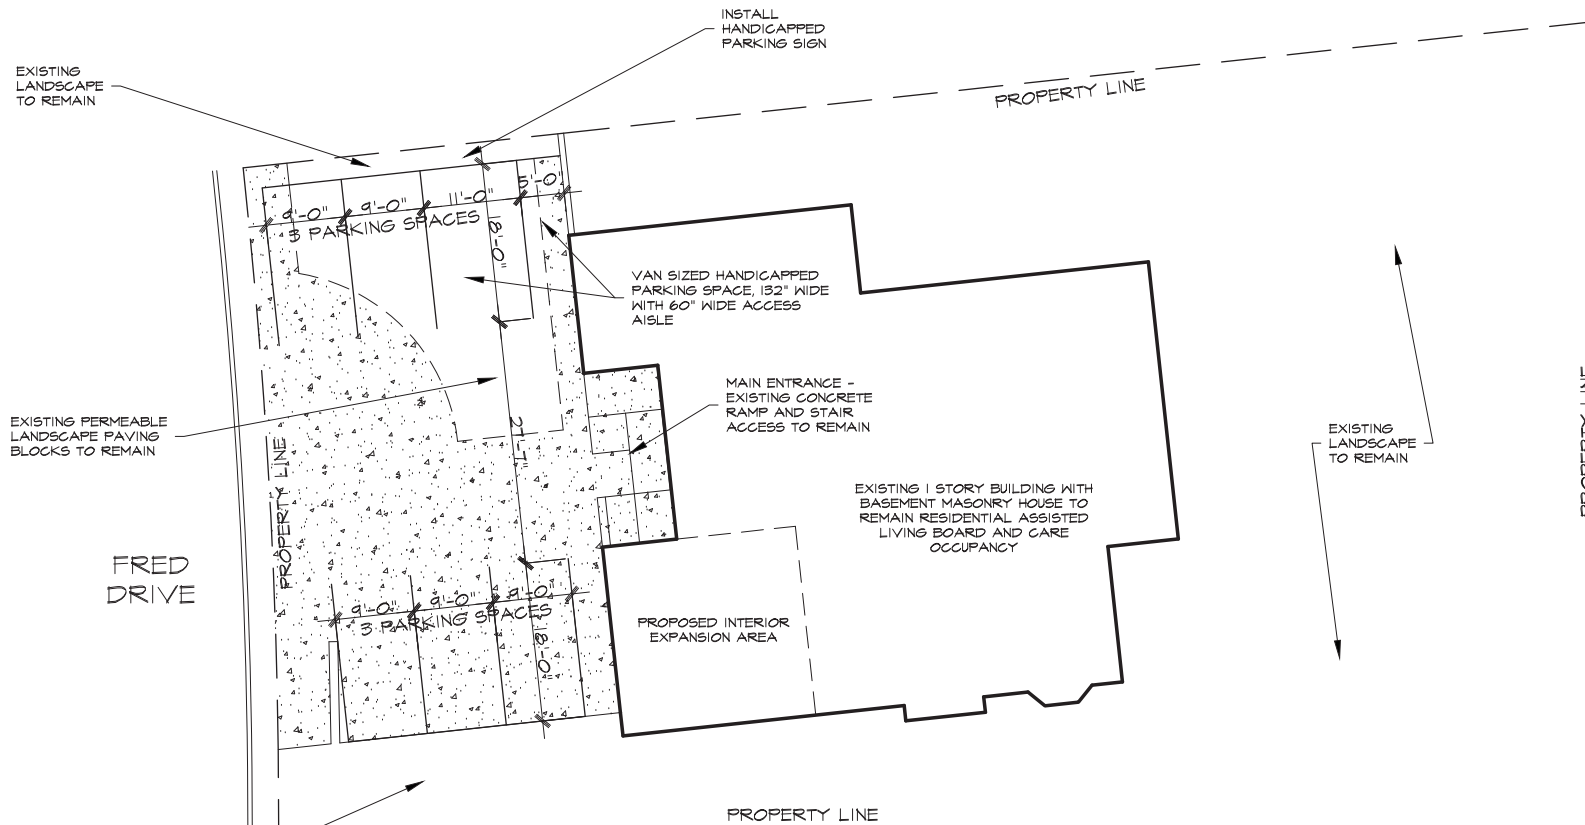 INSTALL
HANDICAPPED
PARKING SIGN
EXISTING
LANDSCAPE
TO REMAIN
PROPERTY LINE
9'-0"
9'-0"
11'-0"
5'-0"
3 PARKING SPACES
18'-0"
VAN SIZED HANDICAPPED
PARKING SPACE, 132" WIDE
WITH 60" WIDE ACCESS
AISLE
MAIN ENTRANCE -
EXISTING CONCRETE
RAMP AND STAIR
ACCESS TO REMAIN
EXISTING PERMEABLE
LANDSCAPE PAVING
BLOCKS TO REMAIN
27'-7"
PROPERTY LINE
EXISTING
LANDSCAPE
TO REMAIN
EXISTING 1 STORY BUILDING WITH
BASEMENT MASONRY HOUSE TO
REMAIN RESIDENTIAL ASSISTED
LIVING BOARD AND CARE
OCCUPANCY
FRED
DRIVE
9'-0"
9'-0"
9'-0"
3 PARKING SPACES
18'-0"
PROPOSED INTERIOR
EXPANSION AREA
PROPERTY LINE